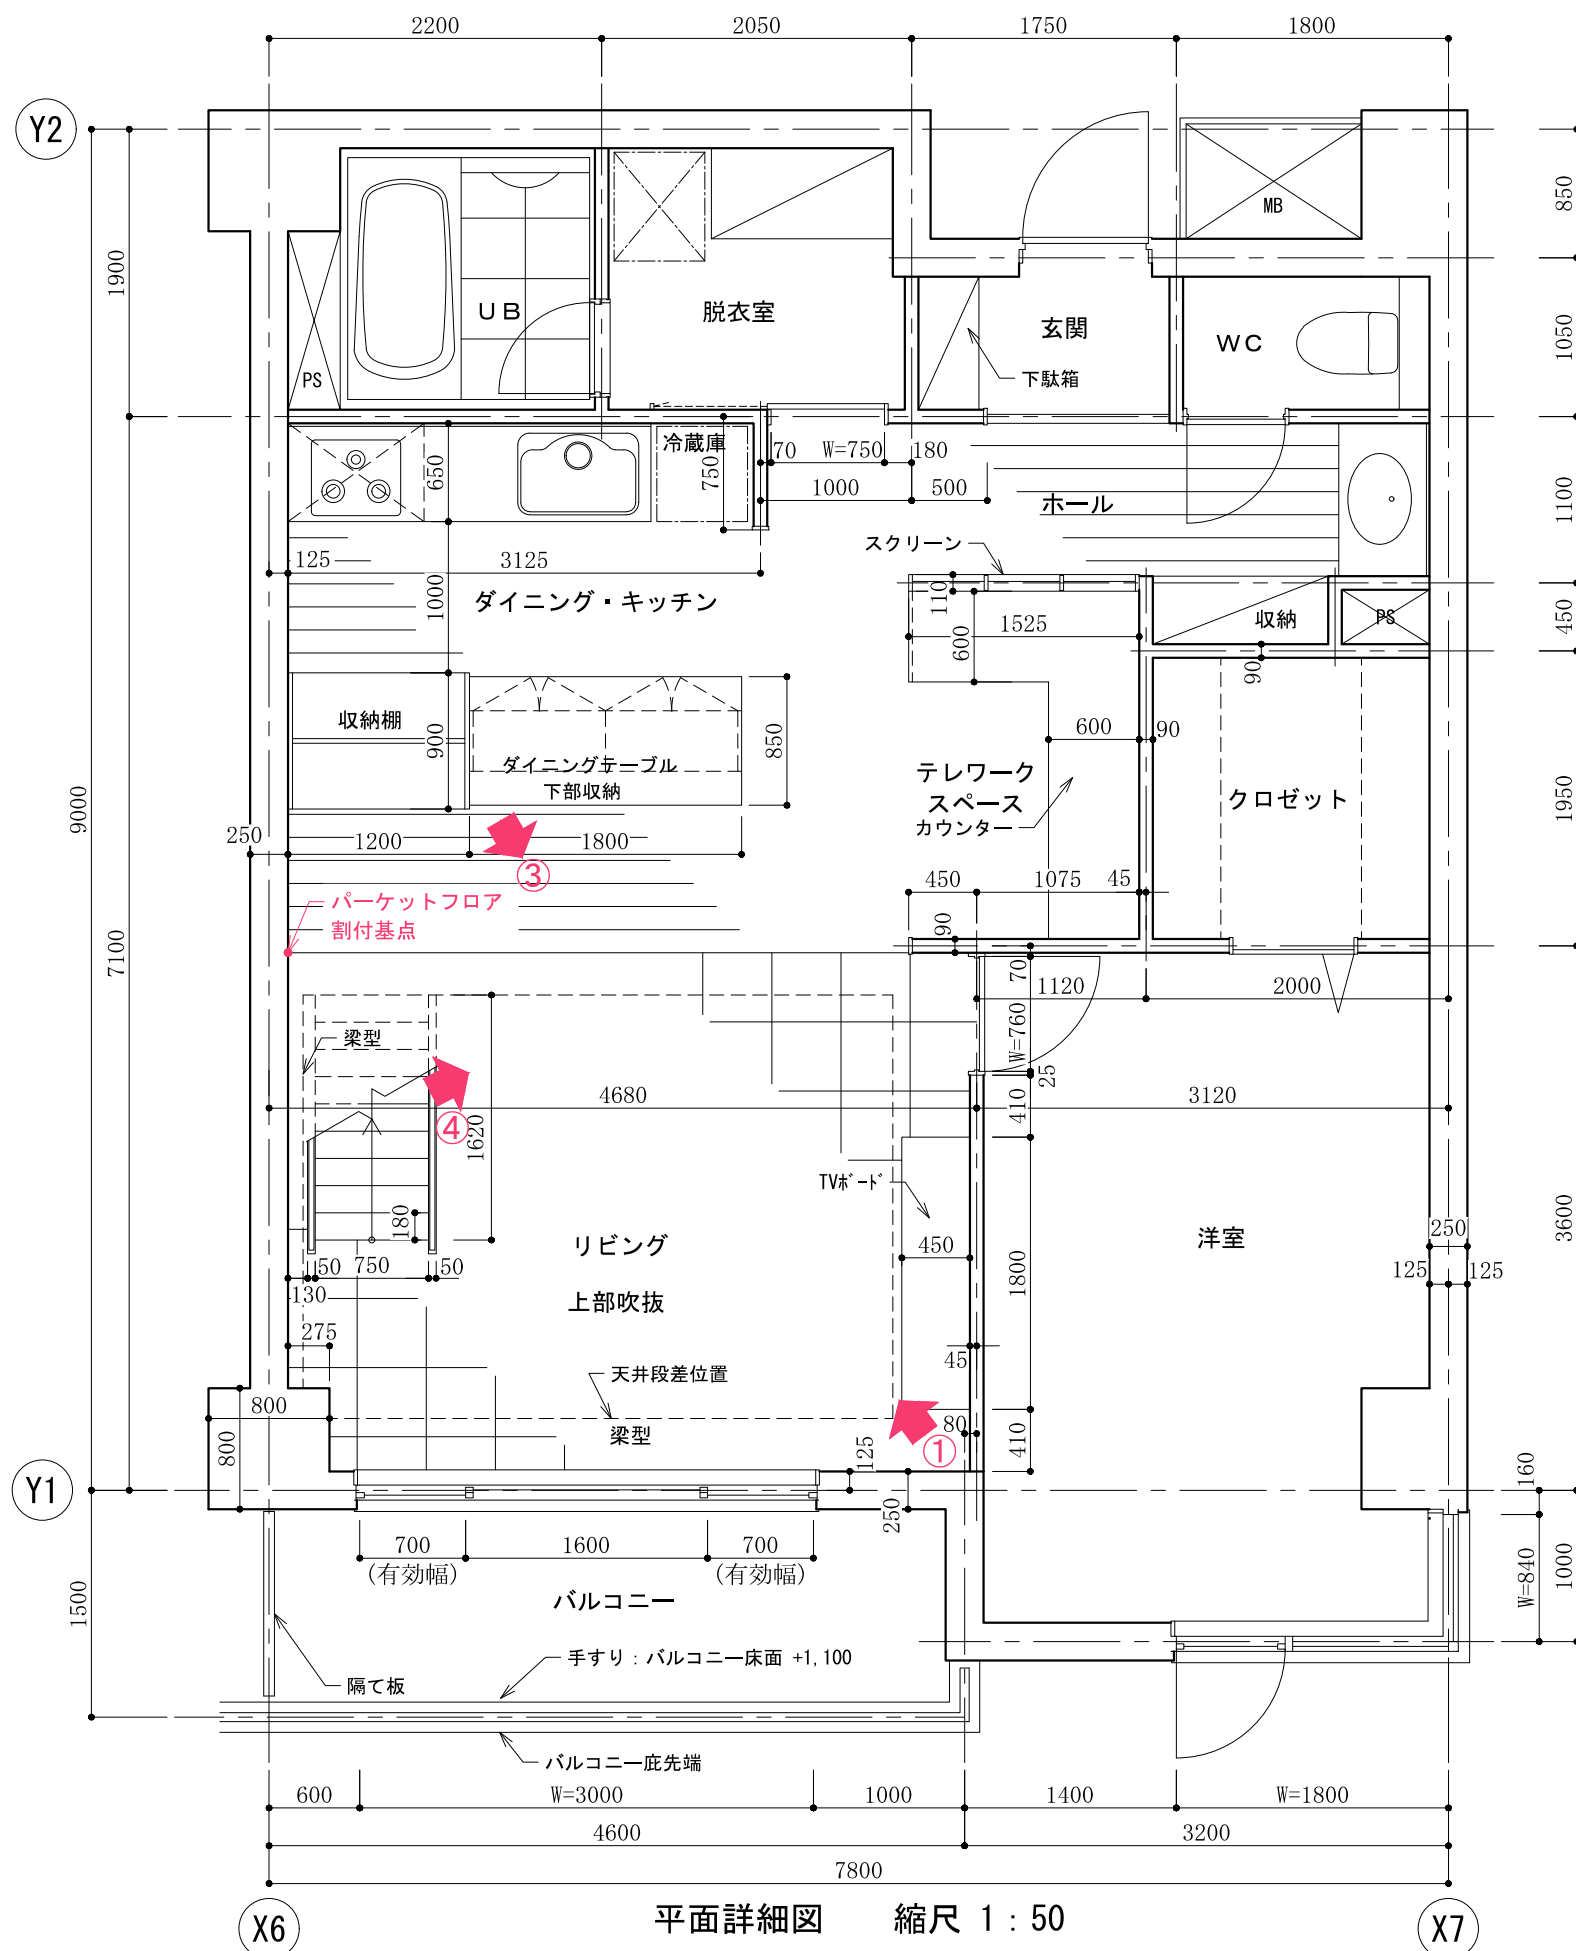 2200
2050
1750
1800
Y2
850
MB
1900
UB
脱衣室
玄関
WC
1050
PS
下駄箱
冷蔵庫
70
W=750
180
650
750
1000
500
ホール
1100
スクリーン
125
3125
1000
ダイニング・キッチン
110
1525
600
収納
PS
450
90
収納棚
900
850
600
90
ダイニングテーブル
下部収納
テレワーク
スペース
カウンター
クロゼット
1950
9000
250
1200
1800
③
450
1075
45
パーケットフロア
割付基点
90
7100
70
1120
2000
梁型
W=760
25
4680
410
3120
④
1620
TVボード
180
リビング
450
洋室
250
3600
50
750
50
130
1800
125
125
上部吹抜
275
45
天井段差位置
800
梁型
80
①
410
800
125
Y1
250
160
700
1600
700
(有効幅)
(有効幅)
W=840
1000
1500
バルコニー
手すり：バルコニー床面 +1,100
隔て板
バルコニー庇先端
600
W=3000
1000
1400
W=1800
4600
3200
7800
X6
平面詳細図　縮尺 1：50
X7